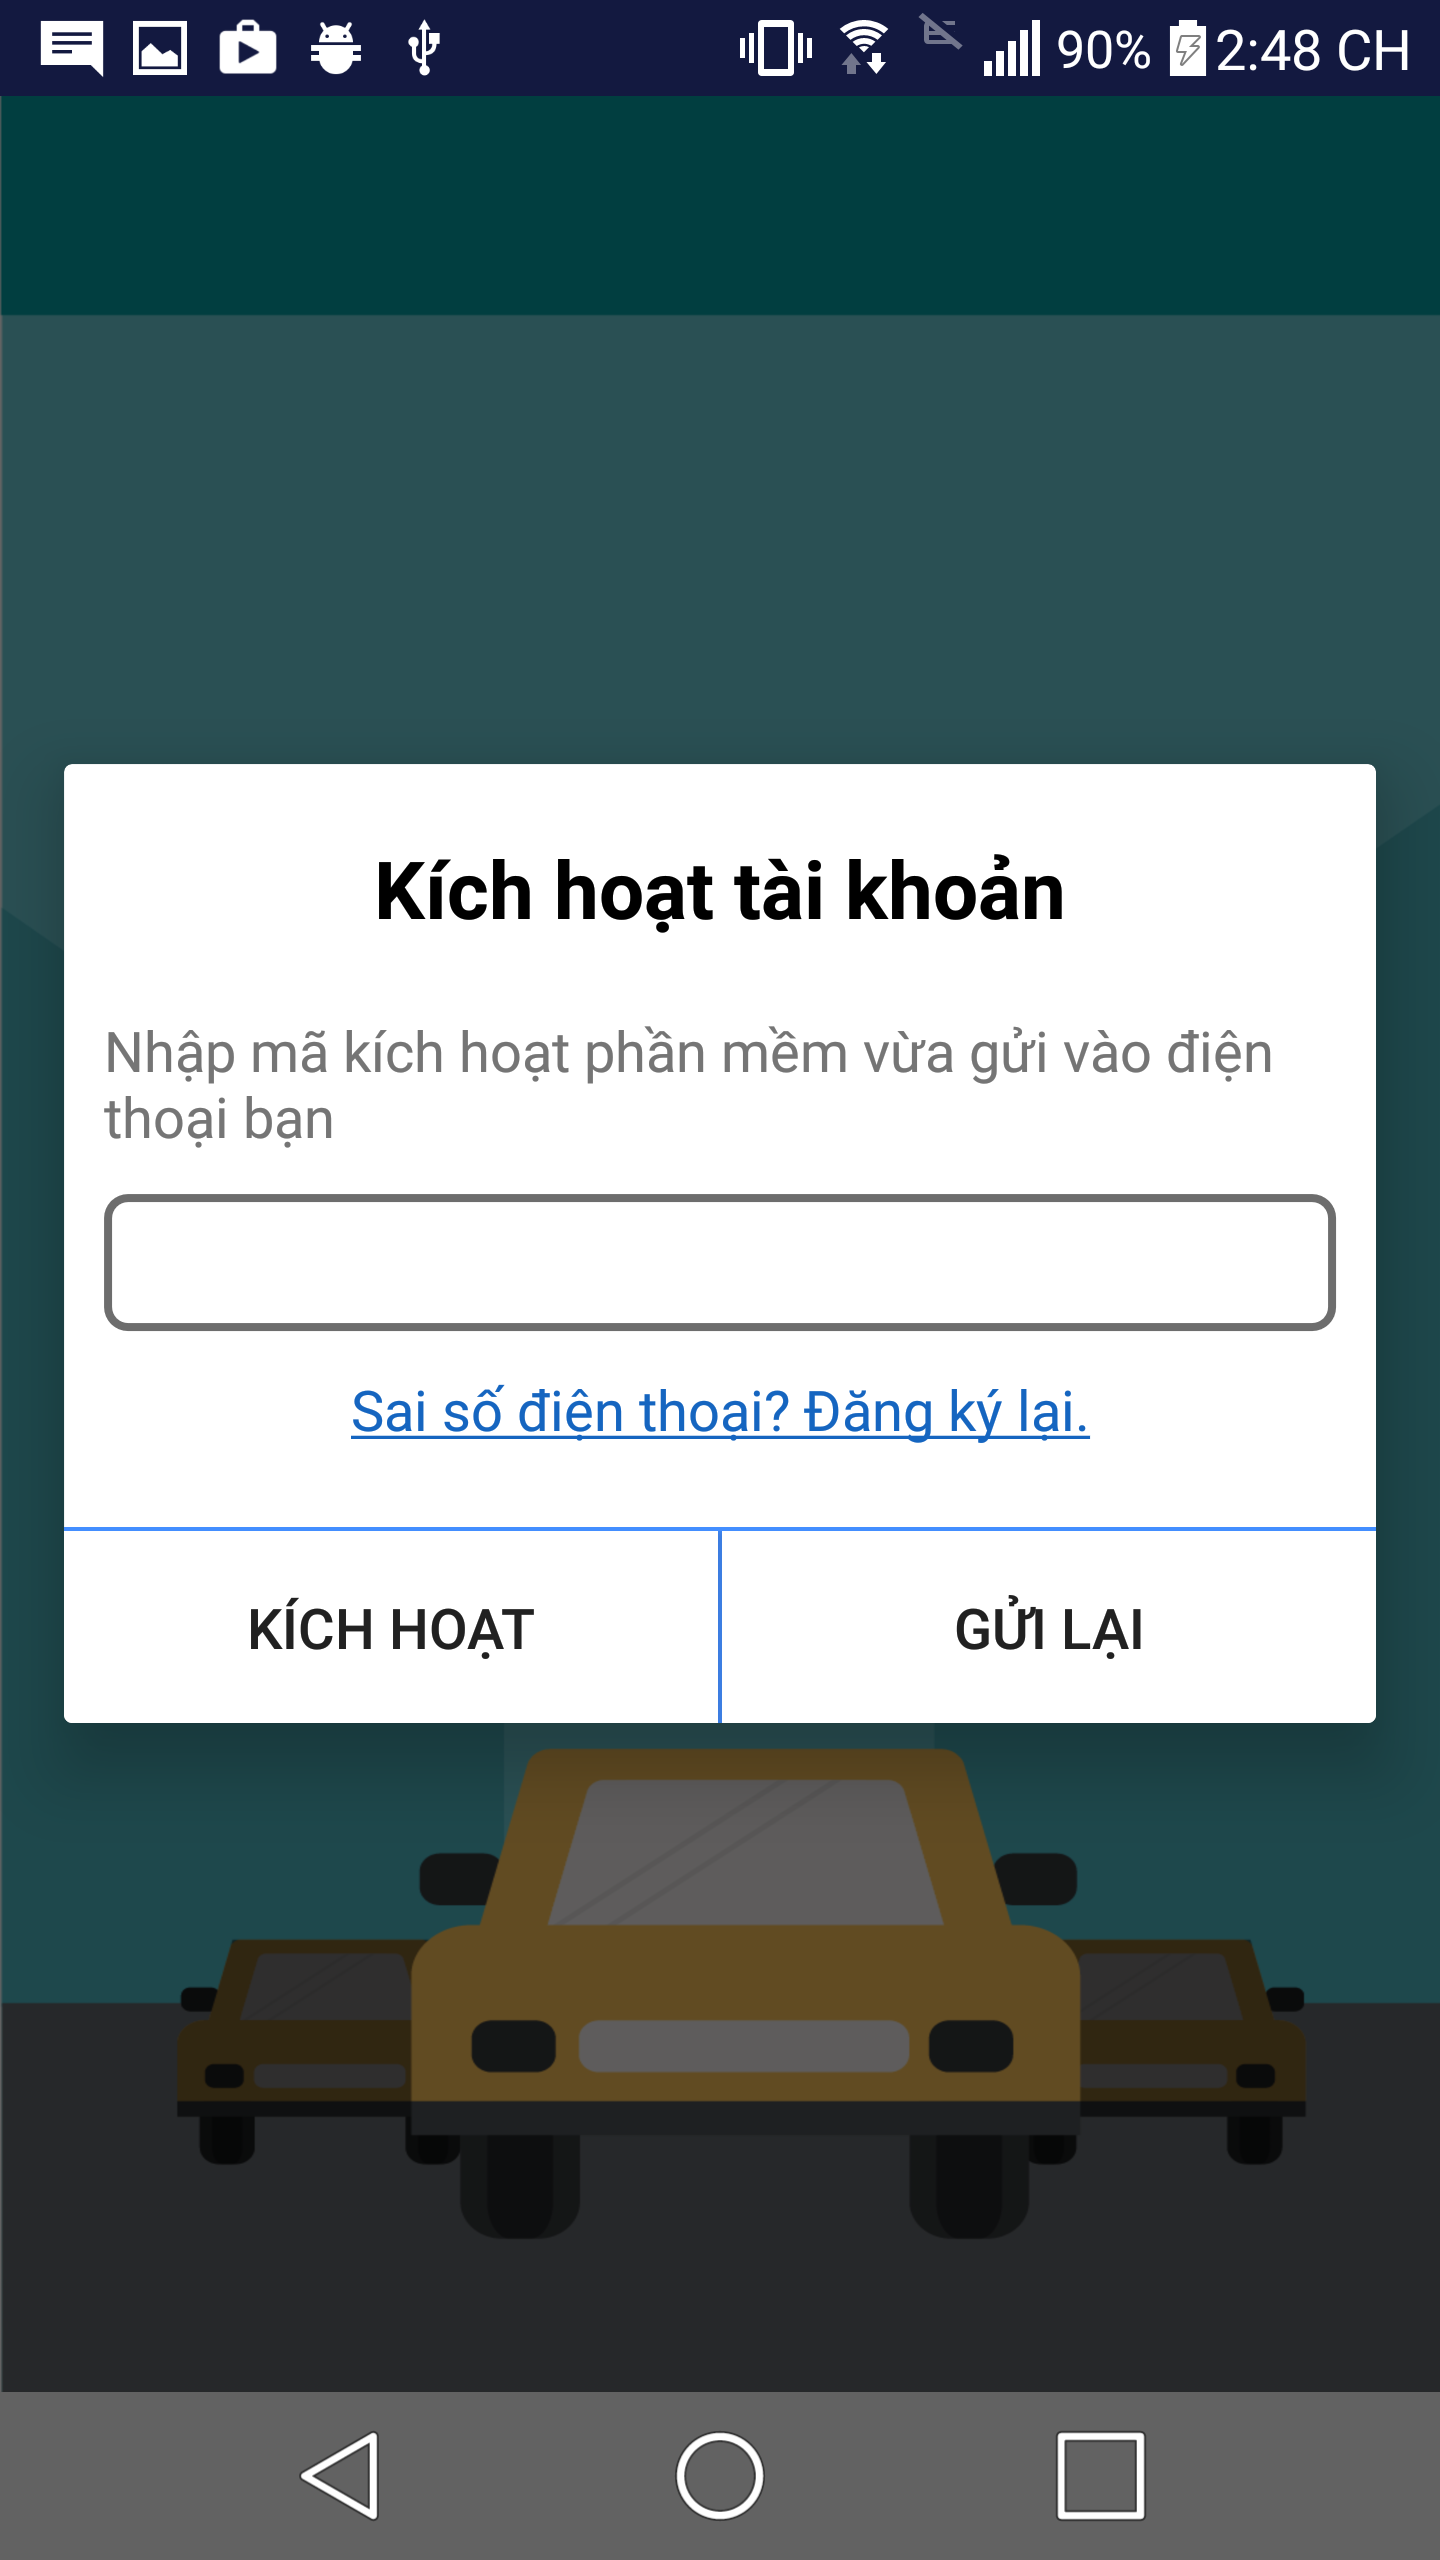 90% 2:48 CH
Kích hoạt tài khoản
Nhập mã kích hoạt phần mềm vừa gửi vào điện
thoại bạn
Sai số điện thoại? Đăng ký lại.
KÍCH HOẠT GỬI LẠI